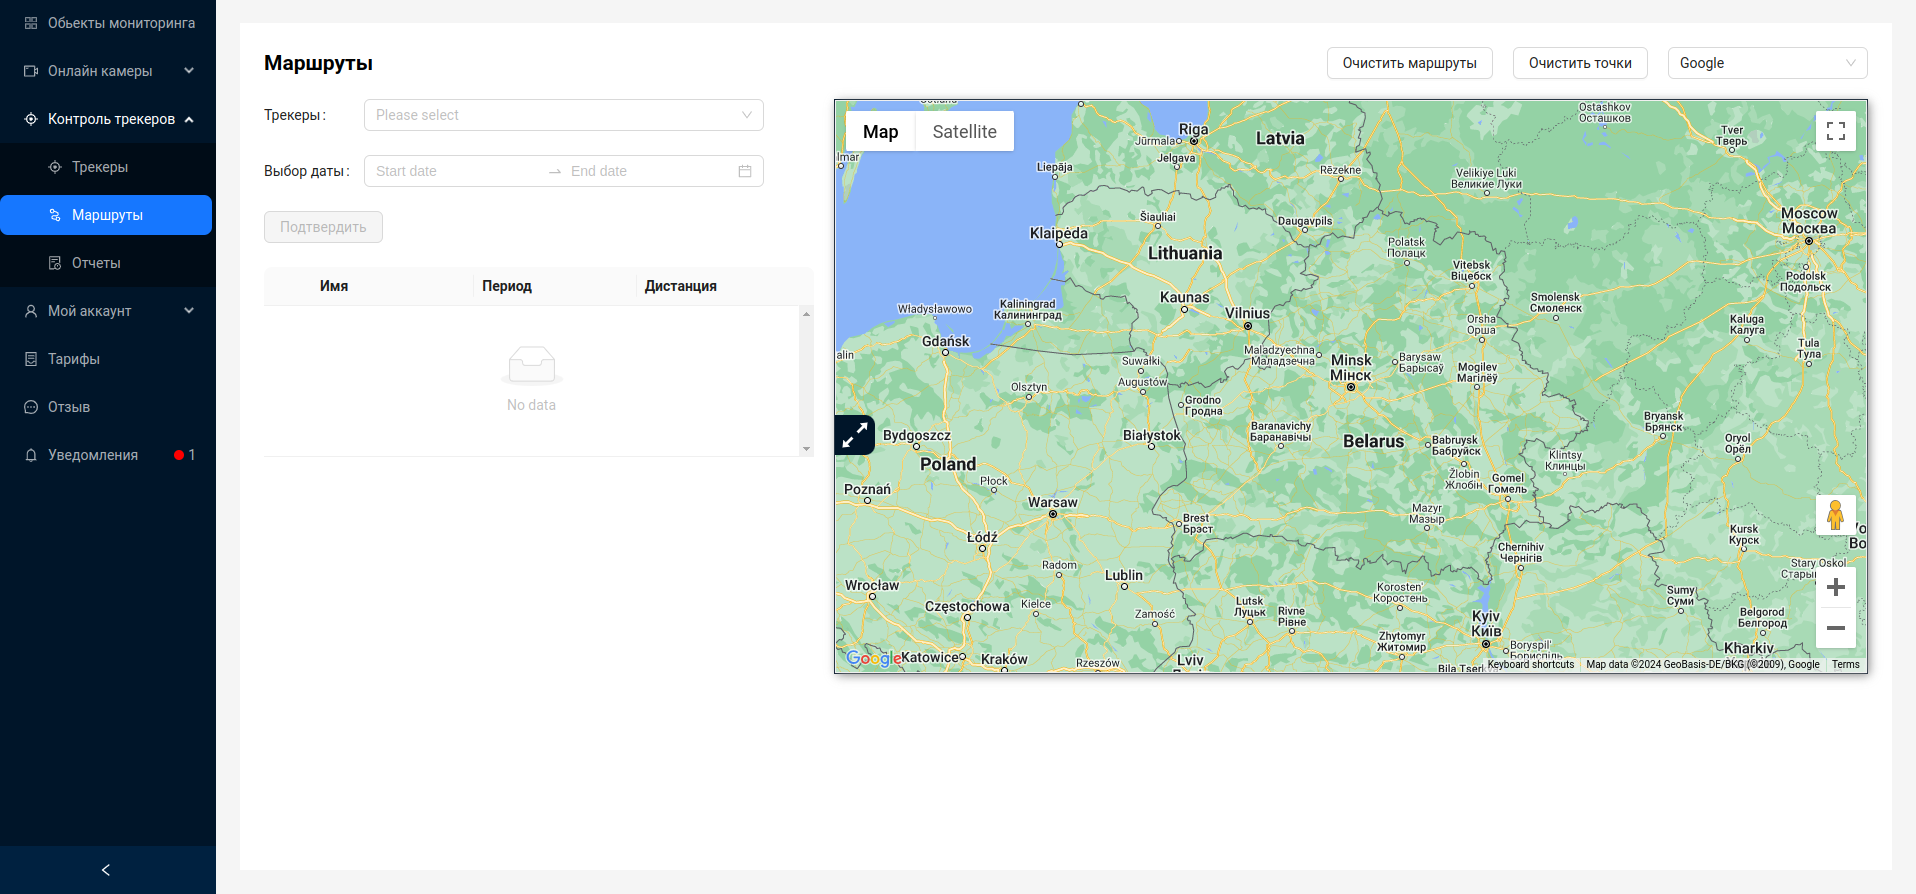 Обьекты мониторинга
Онлайн камеры
Контроль трекеров
Трекеры
Маршруты
Отчеты
Мой аккаунт
Тарифы
Отзыв
Уведомления 1
Маршруты
Очистить маршруты
Очистить точки
Google
Трекеры:
Please select
Выбор даты:
Start date
End date
Подтвердить
Имя
Период
Дистанция
No data
Map
Satellite
Riga
Jūrmala
Jelgava
Latvia
Liepāja
Rēzekne
Ostashkov
Осташков
Tver
Тверь
Velikiye Luki
Великие Луки
Šiauliai
Daugavpils
Klaipėda
Lithuania
Moscow
Москва
Polatsk
Полацк
Vitebsk
Віцебск
Podolsk
Подольск
Kaunas
Vilnius
Kaliningrad
Калининград
Władysławowo
Gdańsk
Smolensk
Смоленск
Orsha
Орша
Kaluga
Калуга
Tula
Тула
Maladzyechna
Маладзечна
Minsk
Мінск
Barysaw
Барысаў
Mogilev
Магілёў
Suwałki
Augustów
Olsztyn
Grodno
Гродна
Bryansk
Брянск
Bydgoszcz
Białystok
Baranavichy
Баранавічы
Belarus
Babruysk
Бабруйск
Oryol
Орёл
Poland
Klintsy
Клинцы
Žlobin
Жлобін
Gomel
Гомель
Płock
Poznań
Warsaw
Mazyr
Мазыр
Brest
Брэст
Kursk
Курск
Łódź
Chernihiv
Чернігів
Radom
Lublin
Stary Oskol
Wrocław
Korosten'
Коростень
Sumy
Суми
Częstochowa
Kielce
Zamość
Lutsk
Луцьк
Rivne
Рівне
Kyiv
Київ
Belgorod
Белгород
Zhytomyr
Житомир
Boryspil'
Бориспіль
Kharkiv
Google
Katowice
Kraków
Rzeszów
Lviv
Keyboard shortcuts
Map data ©2024 GeoBasis-DE/BKG (©2009), Google
Terms